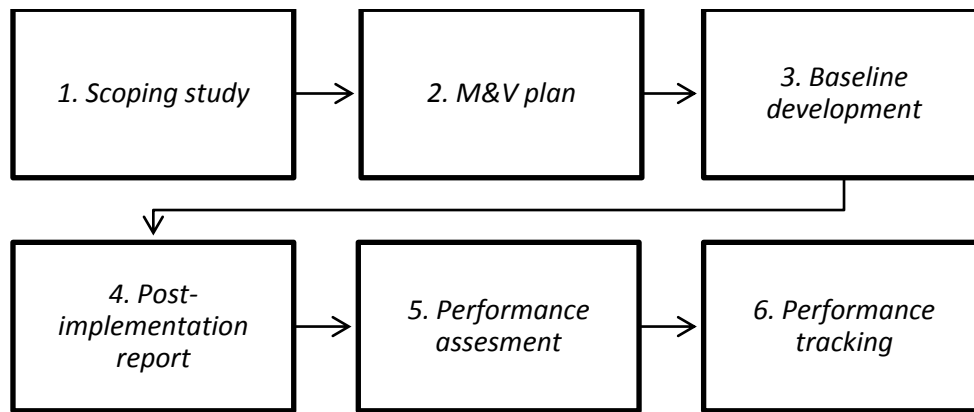 1. Scoping study
2. M&V plan
3. Baseline
development
4. Post-
implementation
report
5. Performance
assesment
6. Performance
tracking